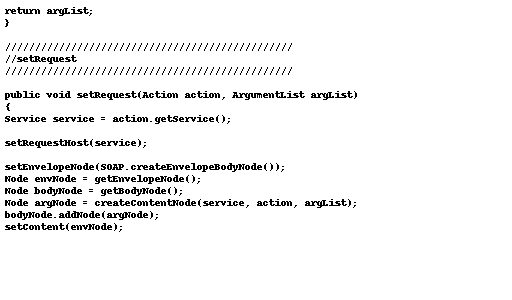 return argList;
}
////////////////////////////////////////////////
//setRequest
////////////////////////////////////////////////
public void setRequest(Action action, ArgumentList argList)
{
Service service = action.getService();
setRequestHost(service);
setEnvelopeNode(SOAP.createEnvelopeBodyNode());
Node envNode = getEnvelopeNode();
Node bodyNode = getBodyNode();
Node argNode = createContentNode(service, action, argList);
bodyNode.addNode(argNode);
setContent(envNode);